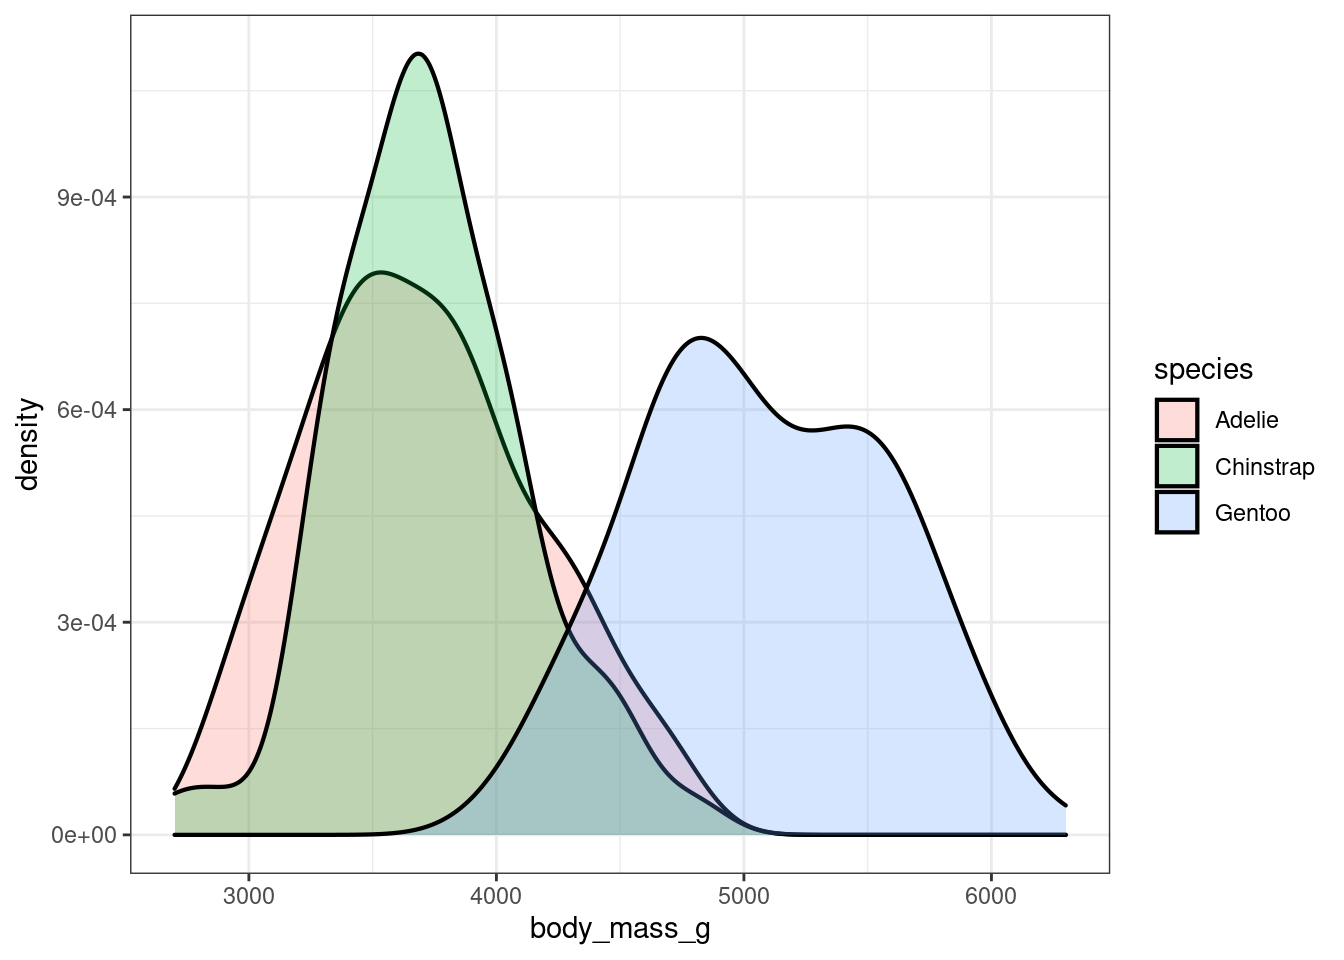 9e-04
6e-04
3e-04
0e+00
density
3000 4000 5000 6000
body_mass_g
species
Adelie
Chinstrap
Gentoo